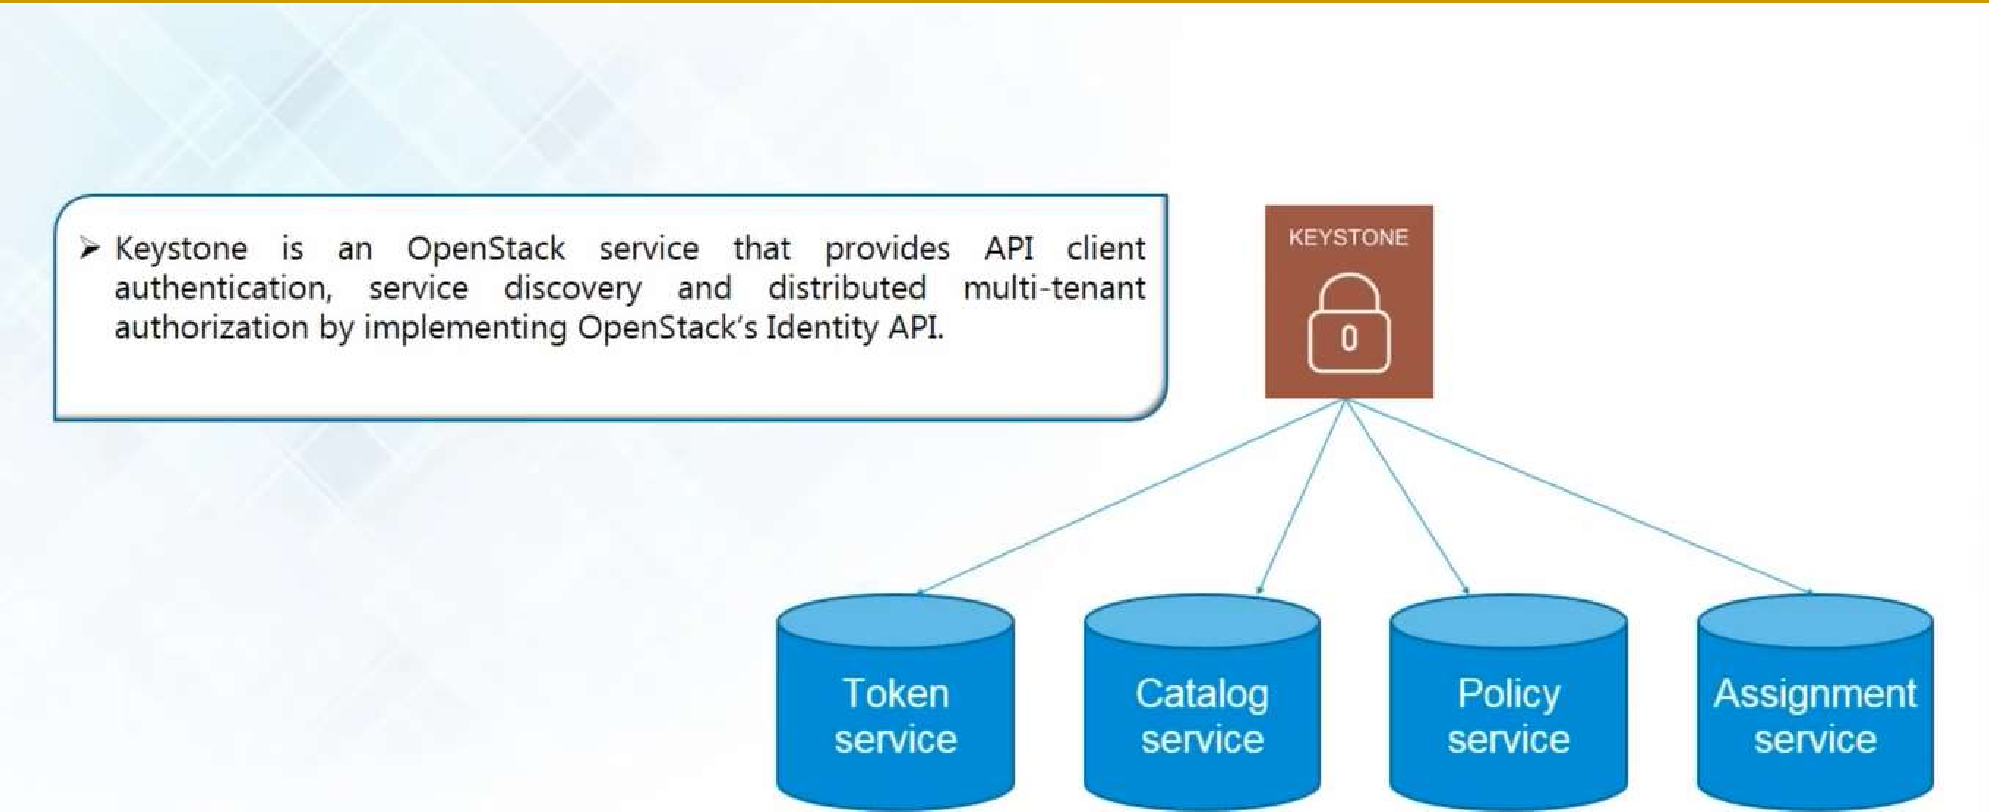 ➢ Keystone is an OpenStack service that provides API client
authentication, service discovery and distributed multi-tenant
authorization by implementing OpenStack's Identity API.
KEYSTONE
Token
service
Catalog
service
Policy
service
Assignment
service